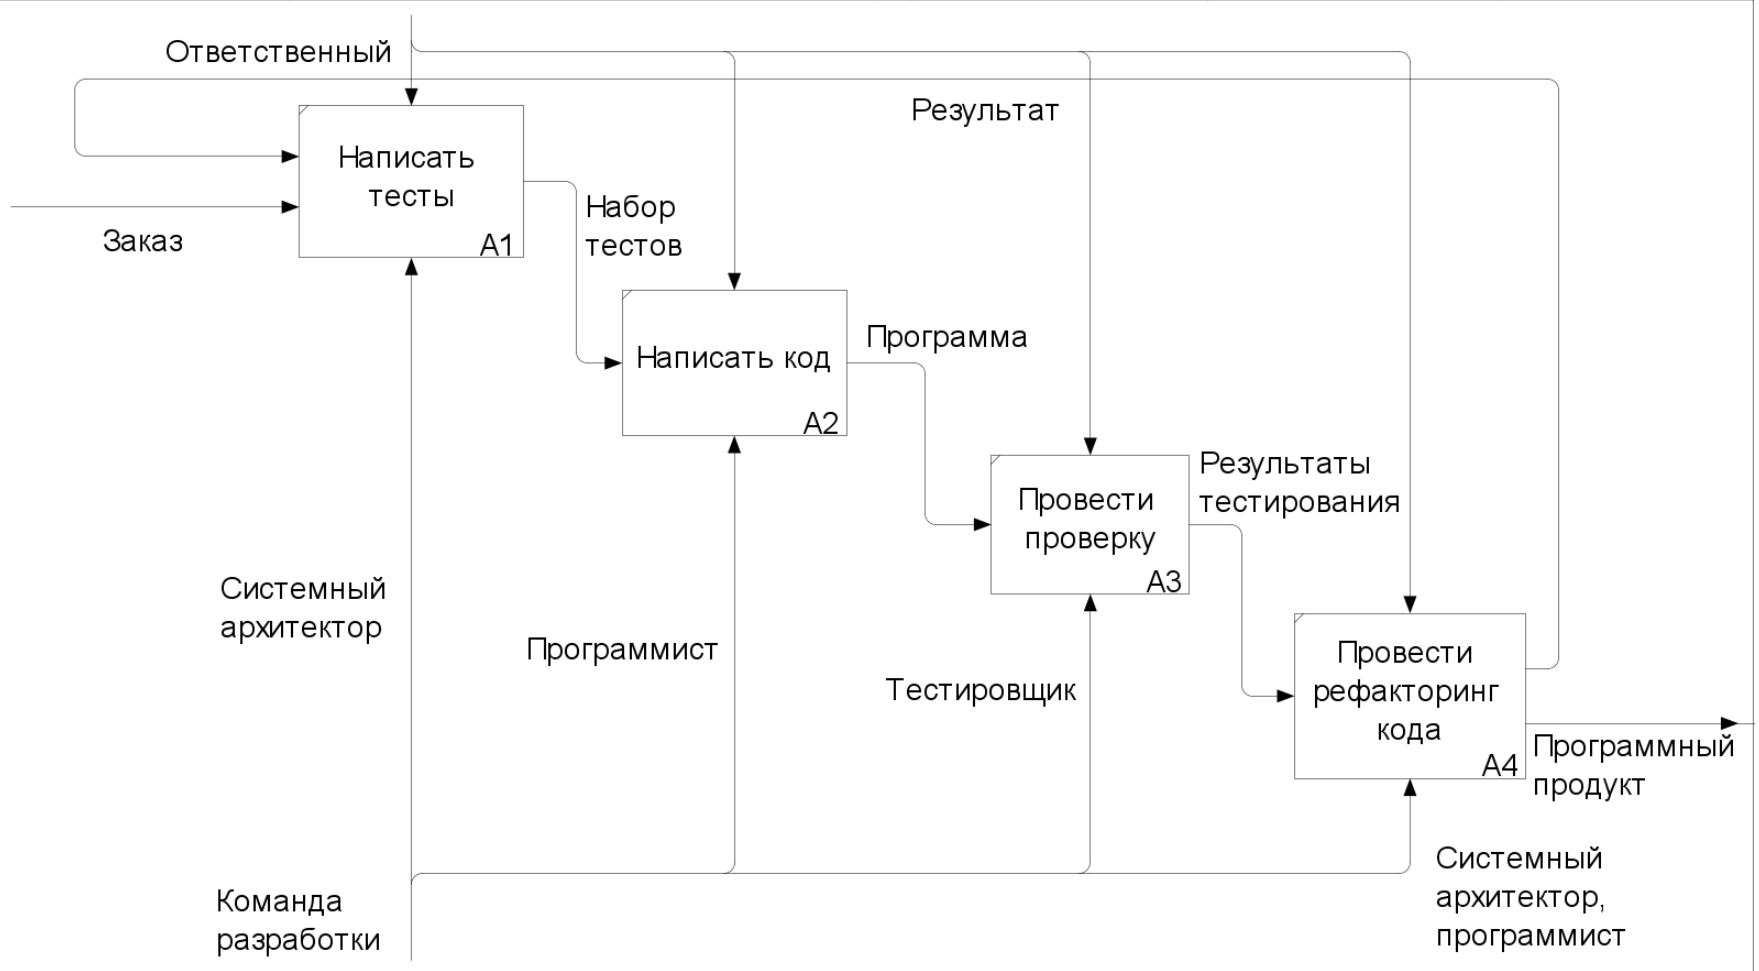 Ответственный
Результат
Написать
тесты
A1
Заказ
Набор
тестов
Написать код
A2
Программа
Провести
проверку
A3
Результаты
тестирования
Системный
архитектор
Программист
Тестировщик
Провести
рефакторинг
кода
A4
Программный
продукт
Команда
разработки
Системный
архитектор,
программист